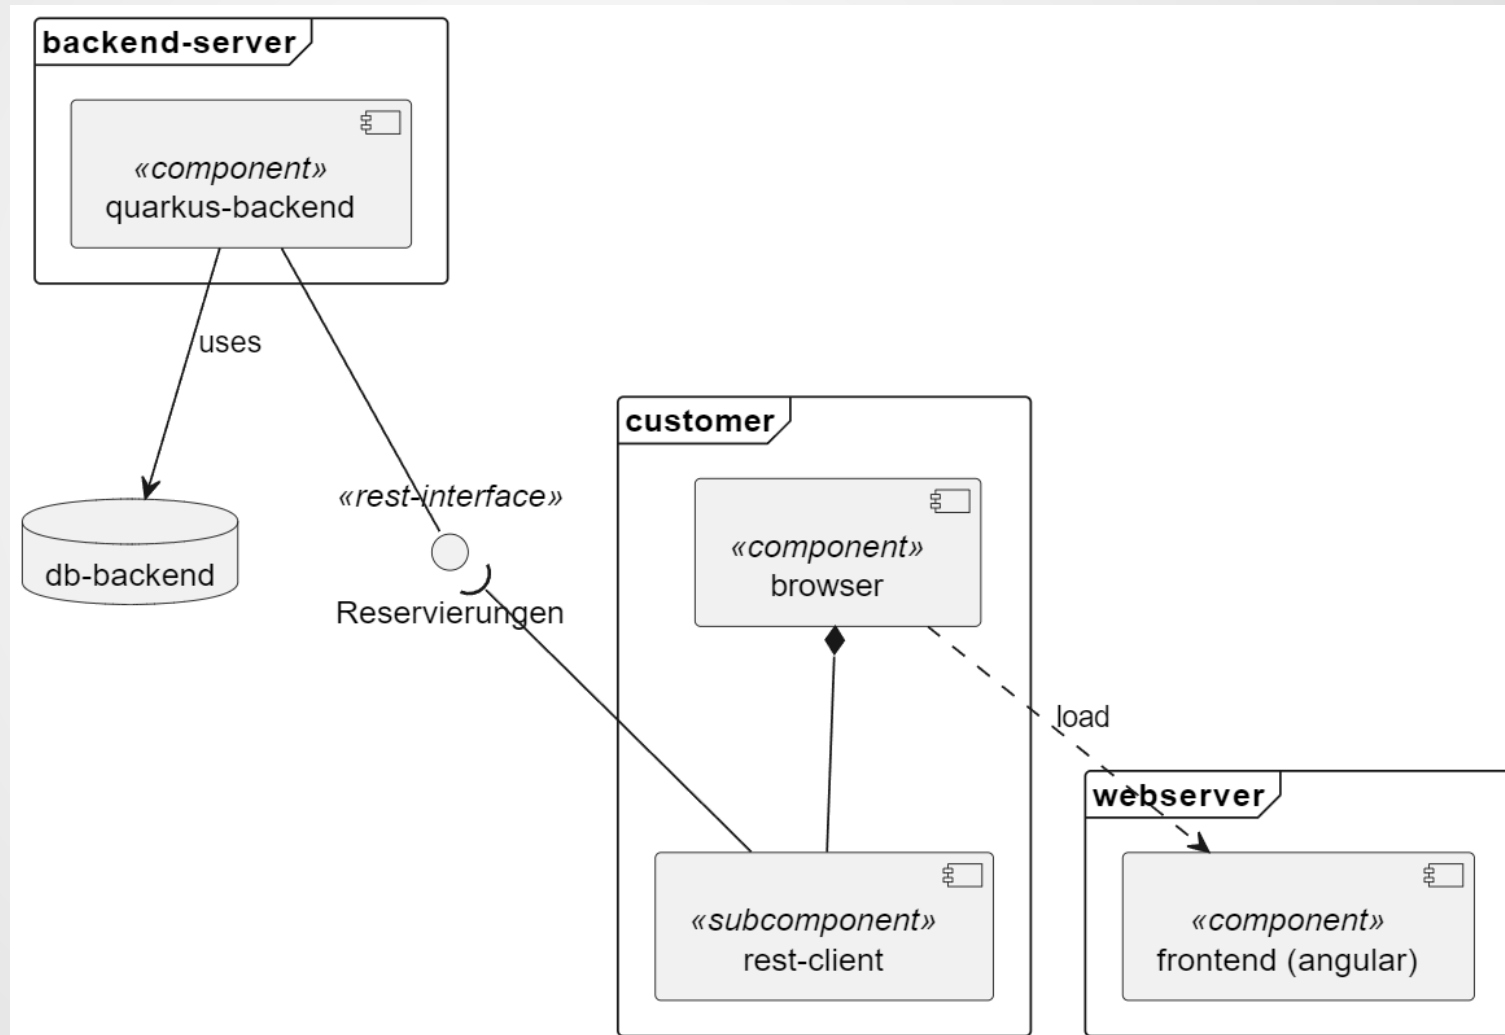 backend-server
«component»
quarkus-backend
uses
db-backend
«rest-interface»
Reservierungen
customer
«component»
browser
load
«subcomponent»
rest-client
webserver
«component»
frontend (angular)